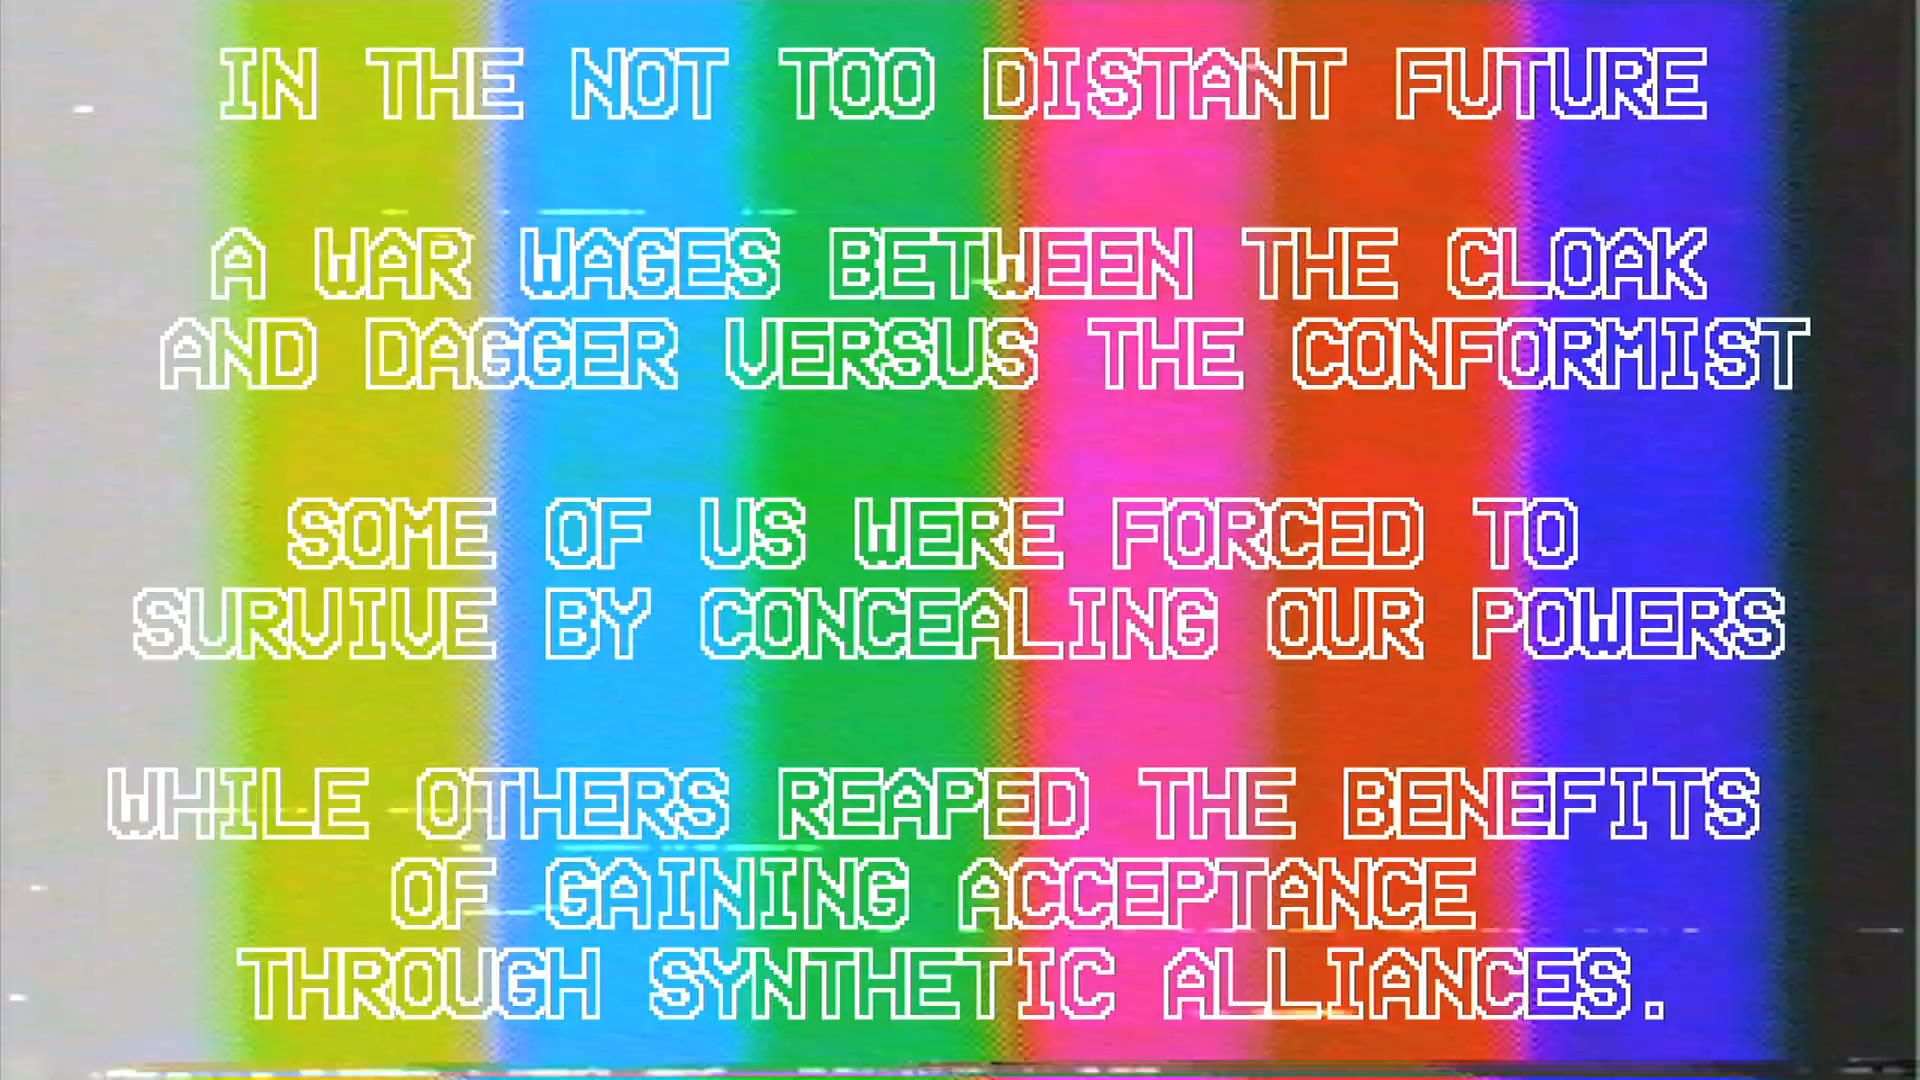 IN THE NOT TOO DISTANT FUTURE
A WAR WAGES BETWEEN THE CLOAK
AND DAGGER VERSUS THE CONFORMIST
SOME OF US WERE FORCED TO
SURVIVE BY CONCEALING OUR POWERS
WHILE OTHERS REAPED THE BENEFITS
OF GAINING ACCEPTANCE
THROUGH SYNTHETIC ALLIANCES.